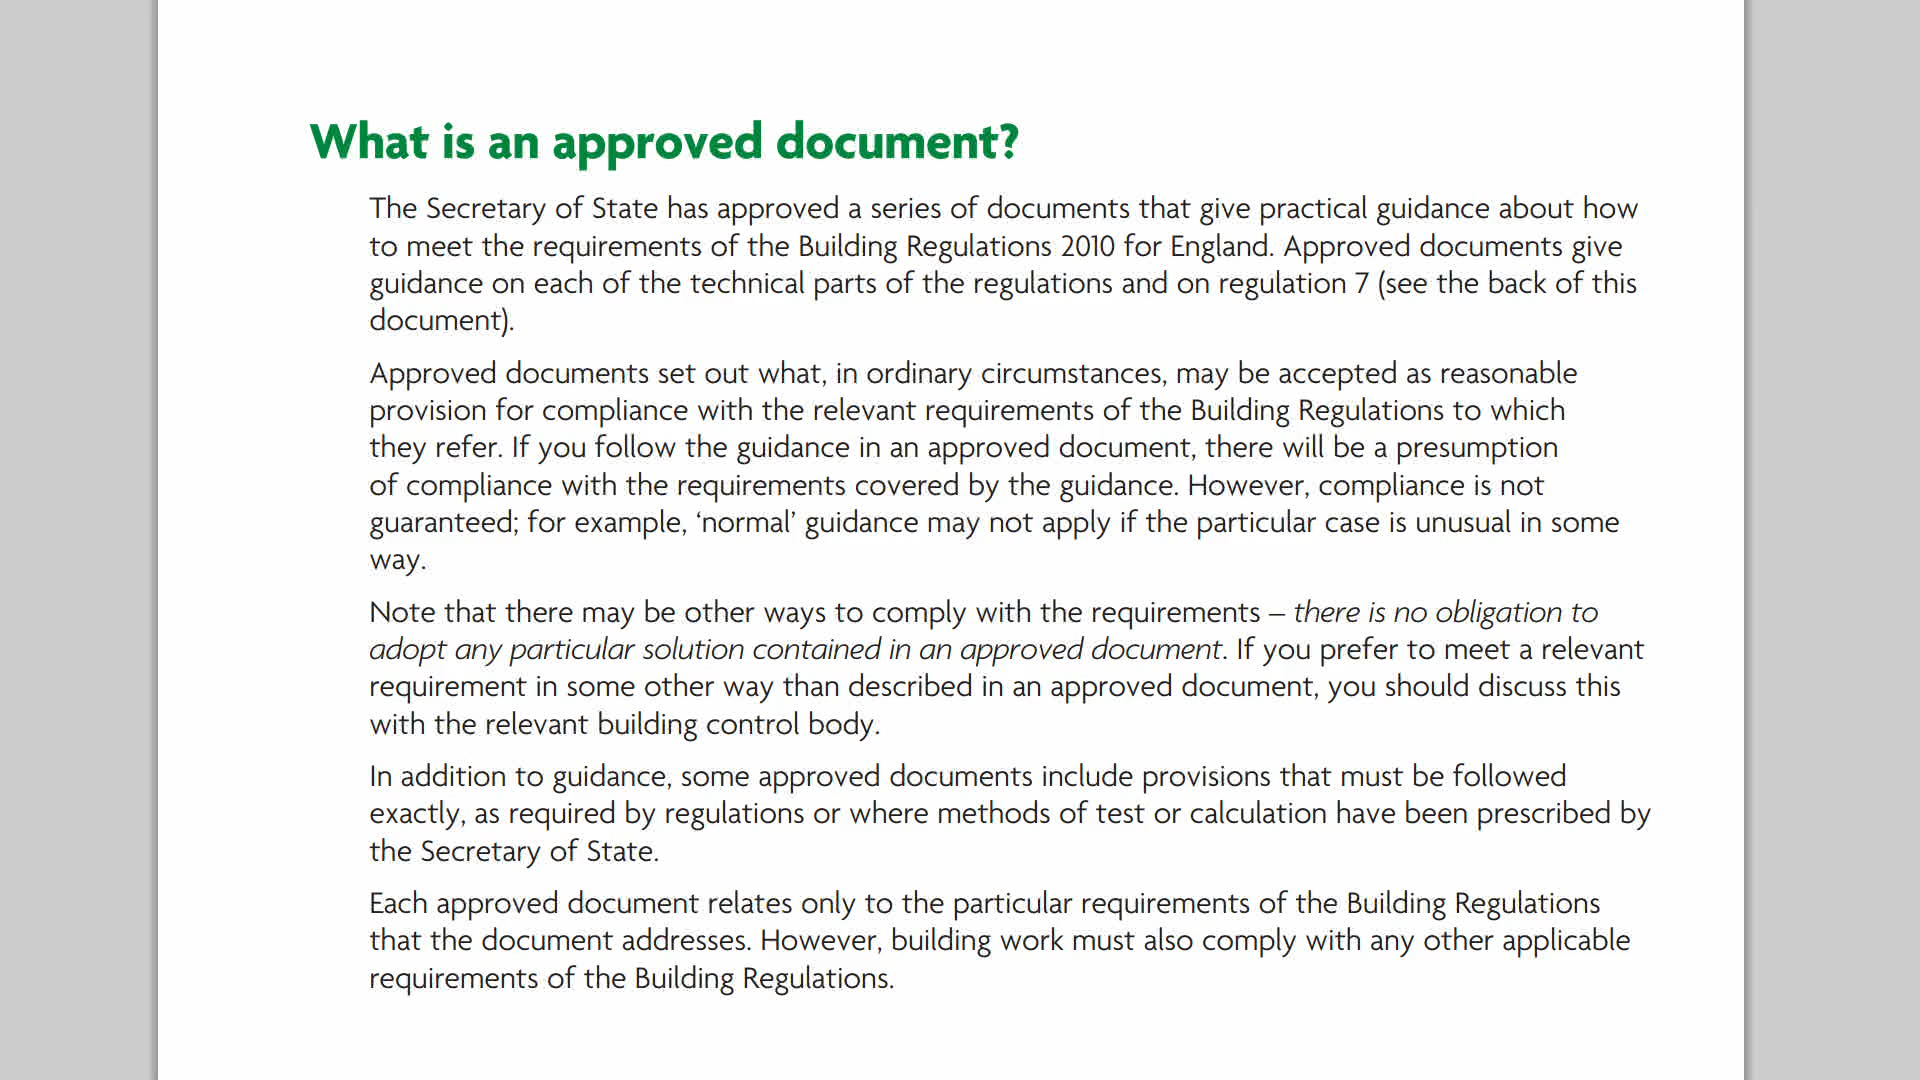 What is an approved document?
The Secretary of State has approved a series of documents that give practical guidance about how
to meet the requirements of the Building Regulations 2010 for England. Approved documents give
guidance on each of the technical parts of the regulations and on regulation 7 (see the back of this
document).
Approved documents set out what, in ordinary circumstances, may be accepted as reasonable
provision for compliance with the relevant requirements of the Building Regulations to which
they refer. If you follow the guidance in an approved document, there will be a presumption
of compliance with the requirements covered by the guidance. However, compliance is not
guaranteed; for example, ‘normal’ guidance may not apply if the particular case is unusual in some
way.
Note that there may be other ways to comply with the requirements – there is no obligation to
adopt any particular solution contained in an approved document. If you prefer to meet a relevant
requirement in some other way than described in an approved document, you should discuss this
with the relevant building control body.
In addition to guidance, some approved documents include provisions that must be followed
exactly, as required by regulations or where methods of test or calculation have been prescribed by
the Secretary of State.
Each approved document relates only to the particular requirements of the Building Regulations
that the document addresses. However, building work must also comply with any other applicable
requirements of the Building Regulations.